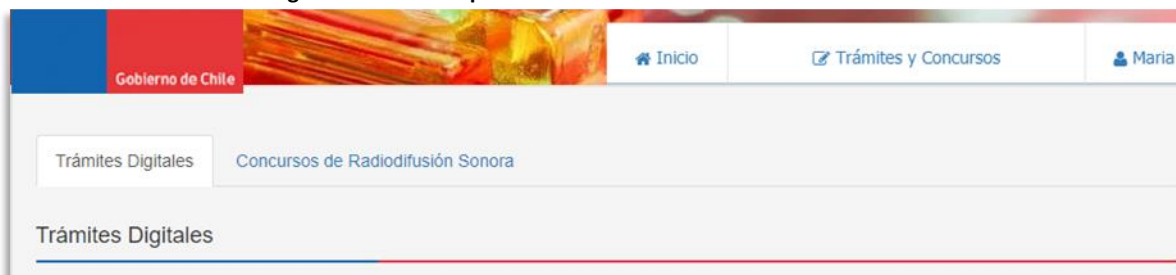 Gobierno de Chile
Inicio
Trámites y Concursos
Maria
Trámites Digitales
Concursos de Radiodifusión Sonora
Trámites Digitales